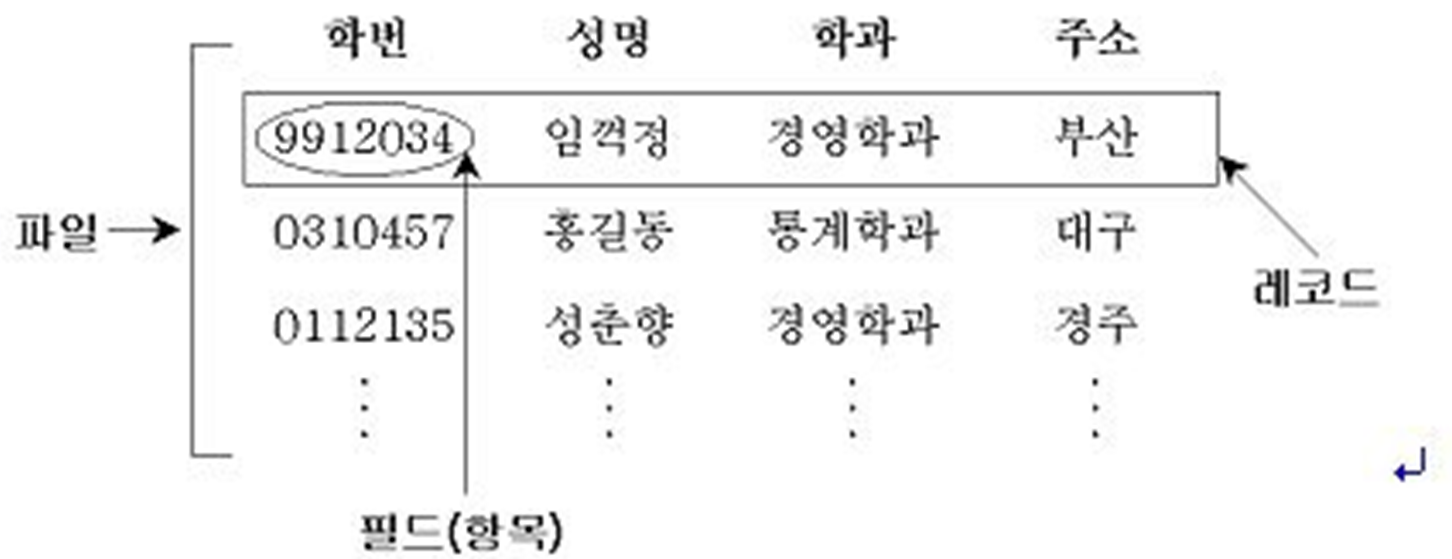 학번 성명 학과 주소
9912034 임꺽정 경영학과 부산
파일 0310457 홍길동 통계학과 대구
레코드
0112135 성춘향 경영학과 경주
필드(항목)